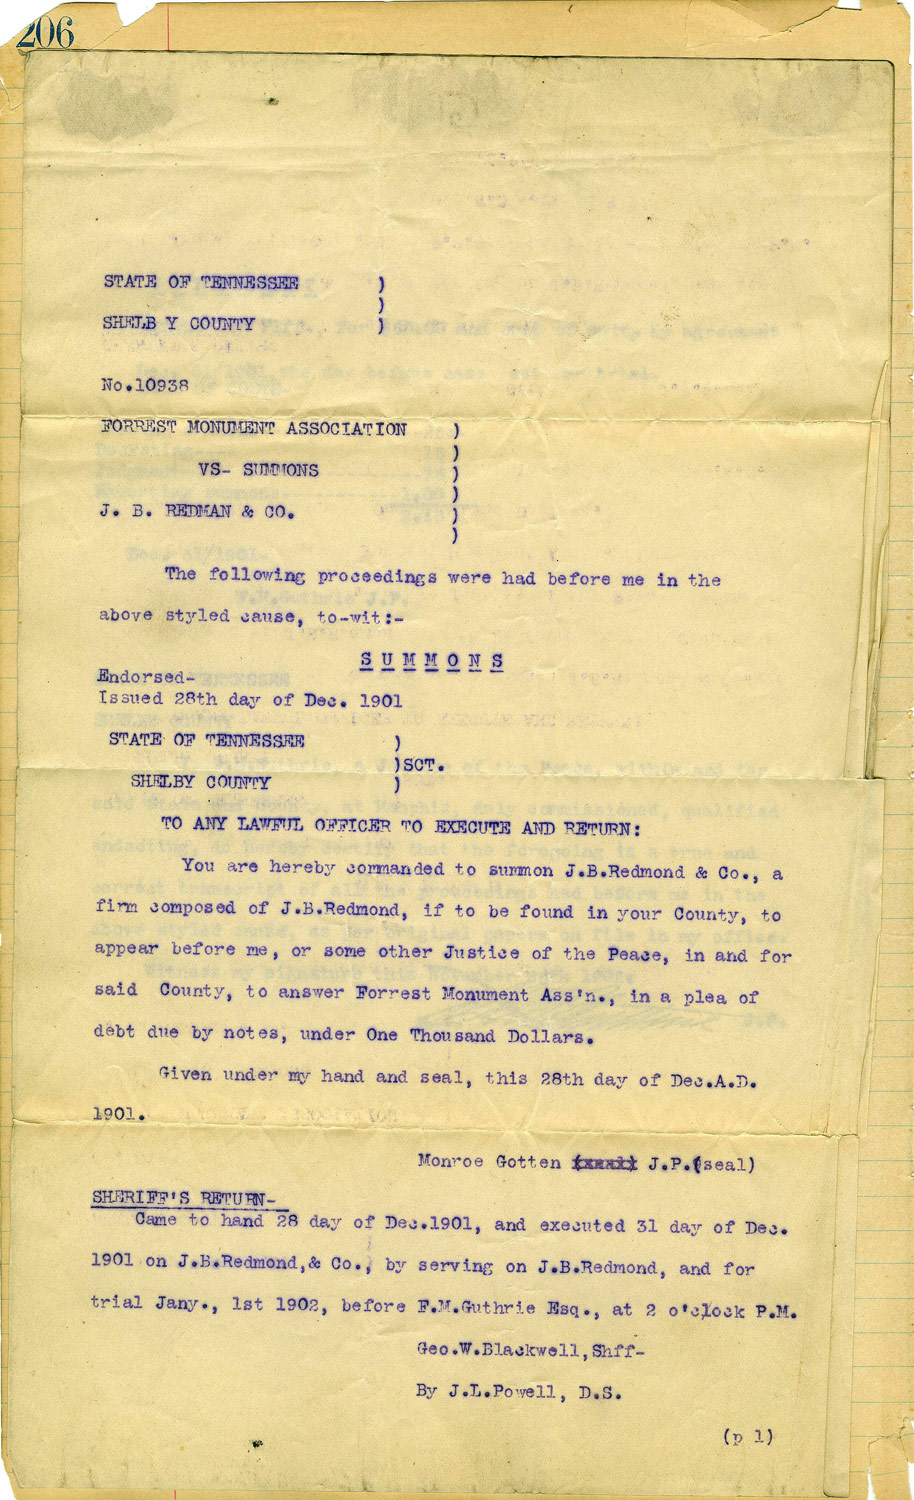 206
STATE OF TENNESSEE )
)
SHELB Y COUNTY )
No.10938
FORREST MONUMENT ASSOCIATION )
)
VS- SUMMONS )
)
J. B. REDMAN & CO. )
)
The following proceedings were had before me in the
above styled cause, to-wit:-
S U M M O N S
Endorsed-
Issued 28th day of Dec. 1901
STATE OF TENNESSEE )
)SCT.
SHELBY COUNTY )
TO ANY LAWFUL OFFICER TO EXECUTE AND RETURN:
You are hereby commanded to summon J.B.Redmond & Co., a
firm composed of J.B.Redmond, if to be found in your County, to
appear before me, or some other Justice of the Peace, in and for
said County, to answer Forrest Monument Ass'n., in a plea of
debt due by notes, under One Thousand Dollars.
Given under my hand and seal, this 28th day of Dec.A.D.
1901.
Monroe Gotten J.P.(seal)
SHERIFF'S RETURN-
Came to hand 28 day of Dec.1901, and executed 31 day of Dec.
1901 on J.B.Redmond,& Co., by serving on J.B.Redmond, and for
trial Jany., 1st 1902, before F.M.Guthrie Esq., at 2 o'clock P.M.
Geo.W.Blackwell,Shff-
By J.L.Powell, D.S.
(p 1)